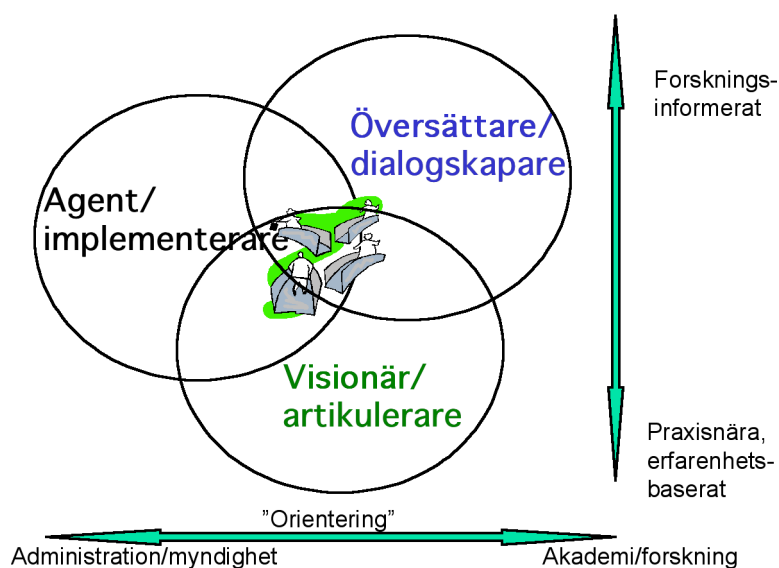 Forsknings-
informerat
Översättare/
dialogskapare
Agent/
implementerare
Visionär/
artikulerare
Praxisnära,
erfarenhets-
baserat
”Orientering”
Administration/myndighet
Akademi/forskning